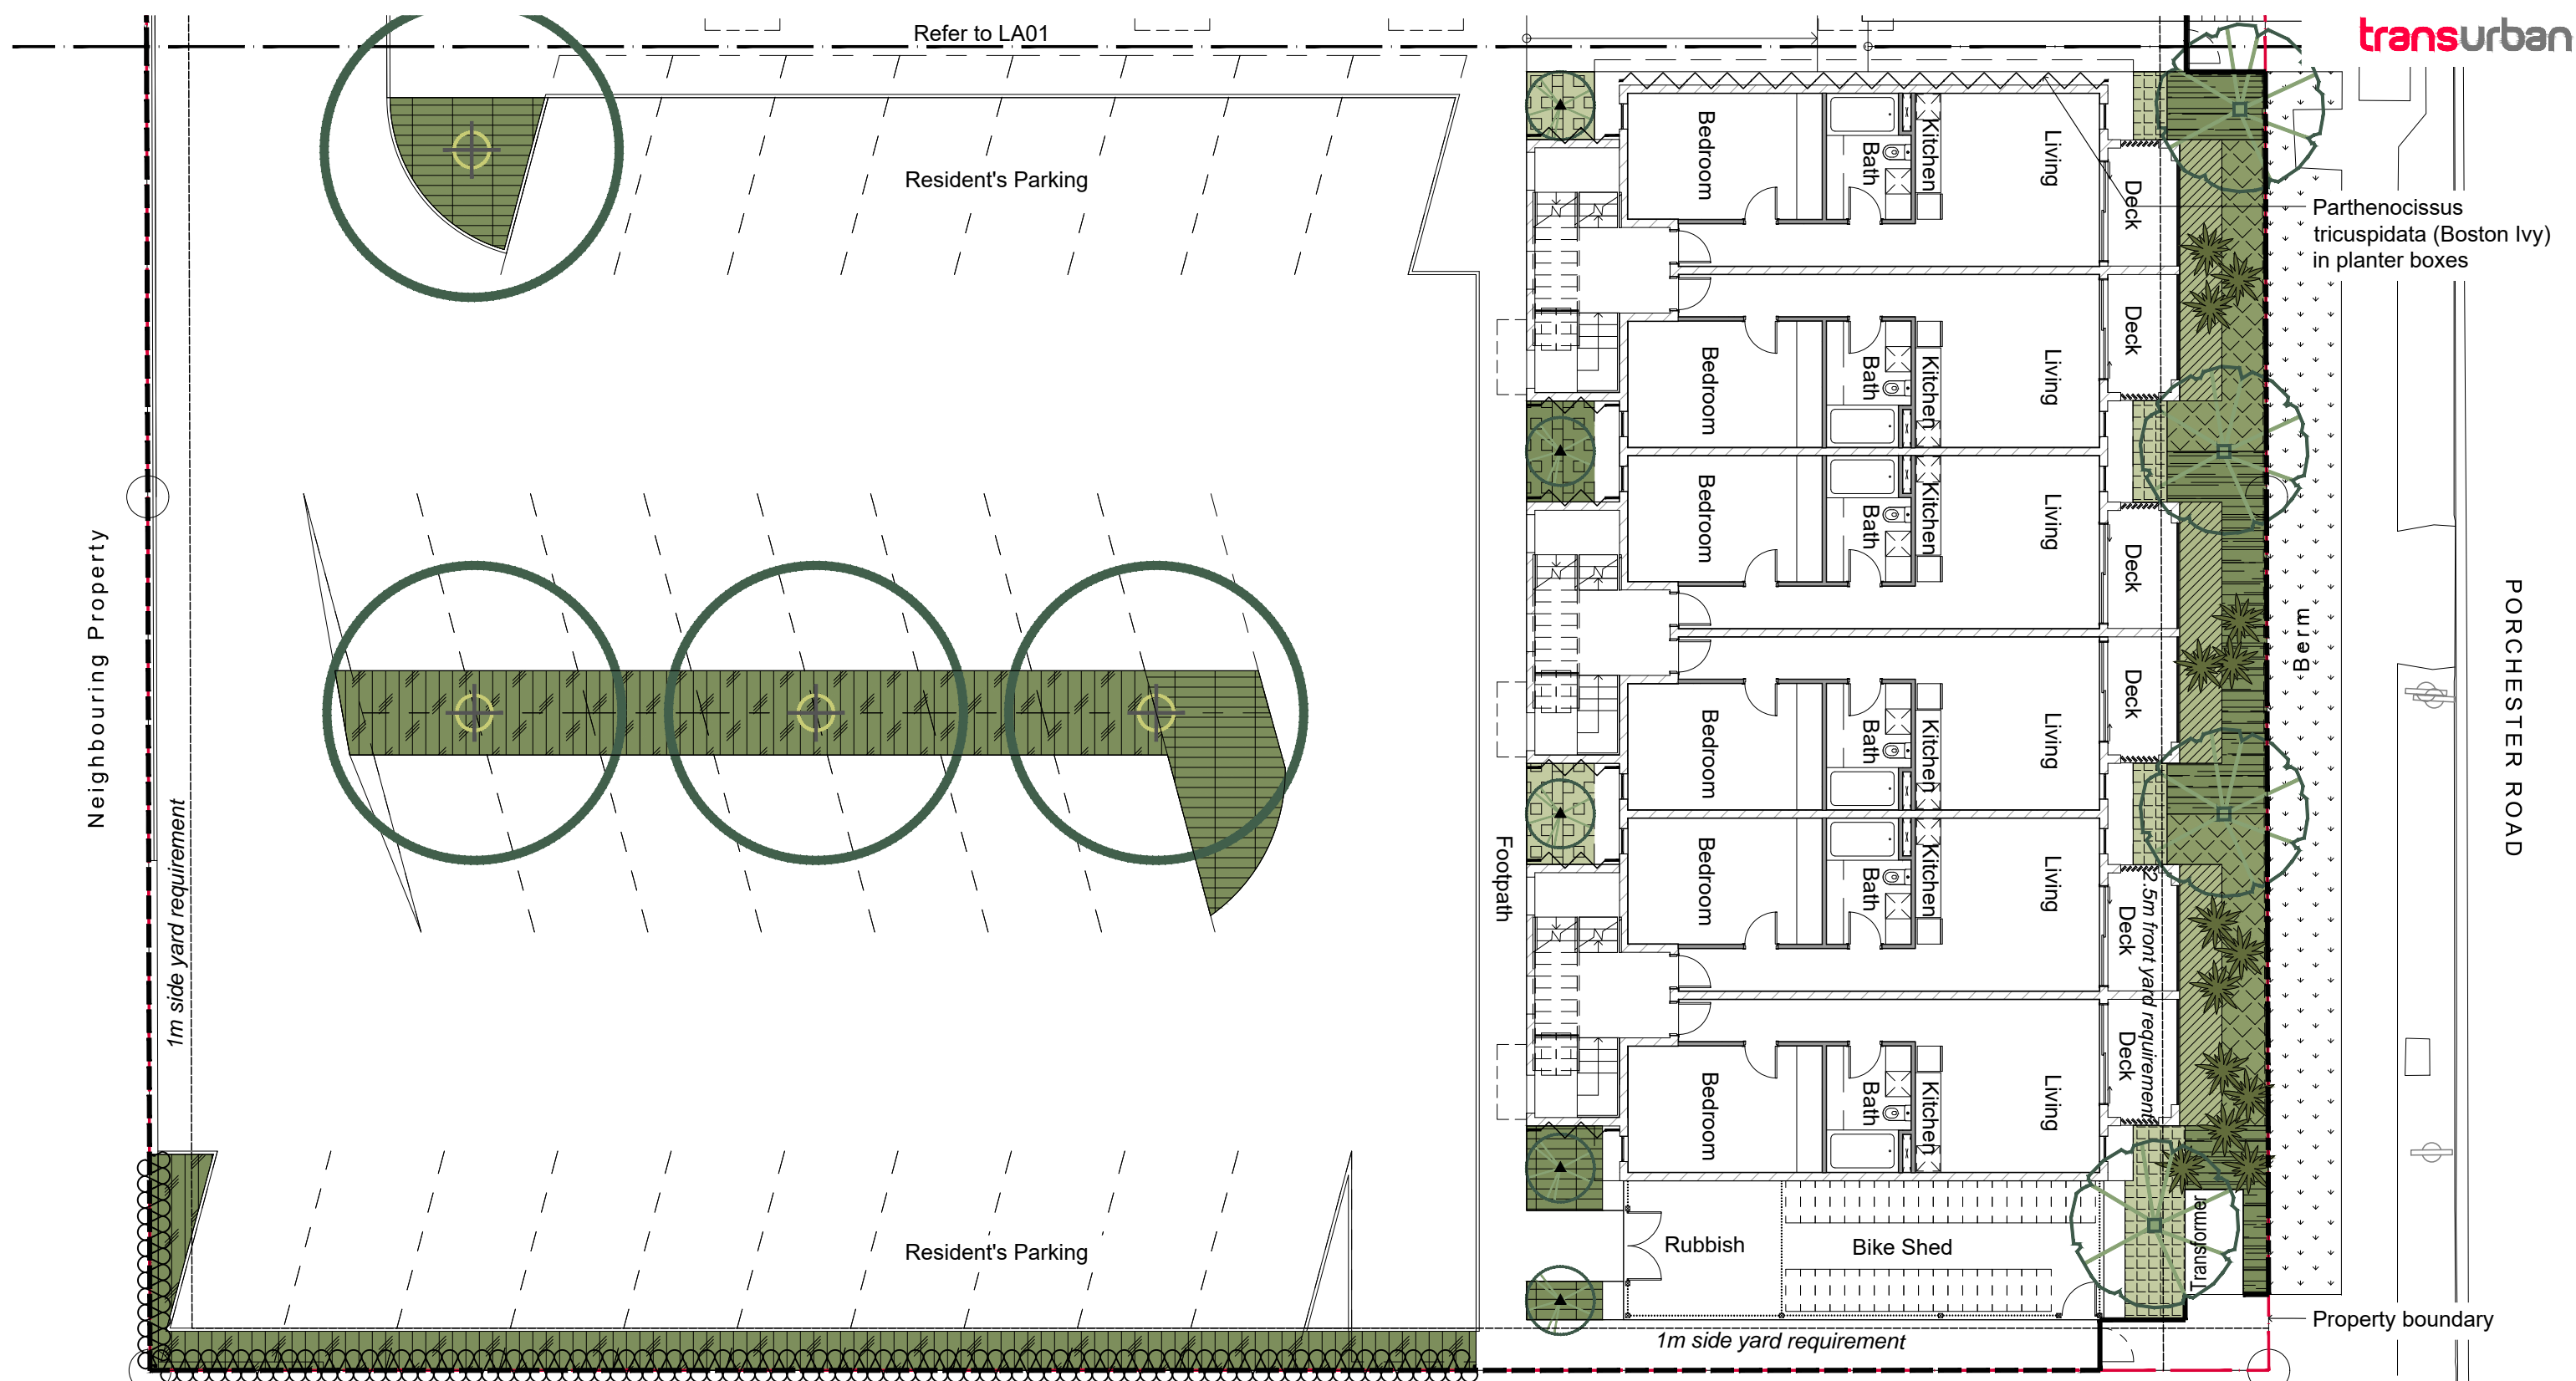 Refer to LA01
transurban
Resident's Parking
Bedroom
Bath
Kitchen
Living
Deck
Parthenocissus
tricuspidata (Boston Ivy)
in planter boxes
Bedroom
Bath
Kitchen
Living
Deck
Bedroom
Bath
Kitchen
Living
Deck
Neighbouring Property
Berm
PORCHESTER ROAD
Bedroom
Bath
Kitchen
Living
Deck
1m side yard requirement
Footpath
Bedroom
Bath
Kitchen
Living
Deck
2.5m front yard requirement
Bedroom
Bath
Kitchen
Living
Deck
Resident's Parking
Rubbish
Bike Shed
Transformer
Property boundary
1m side yard requirement